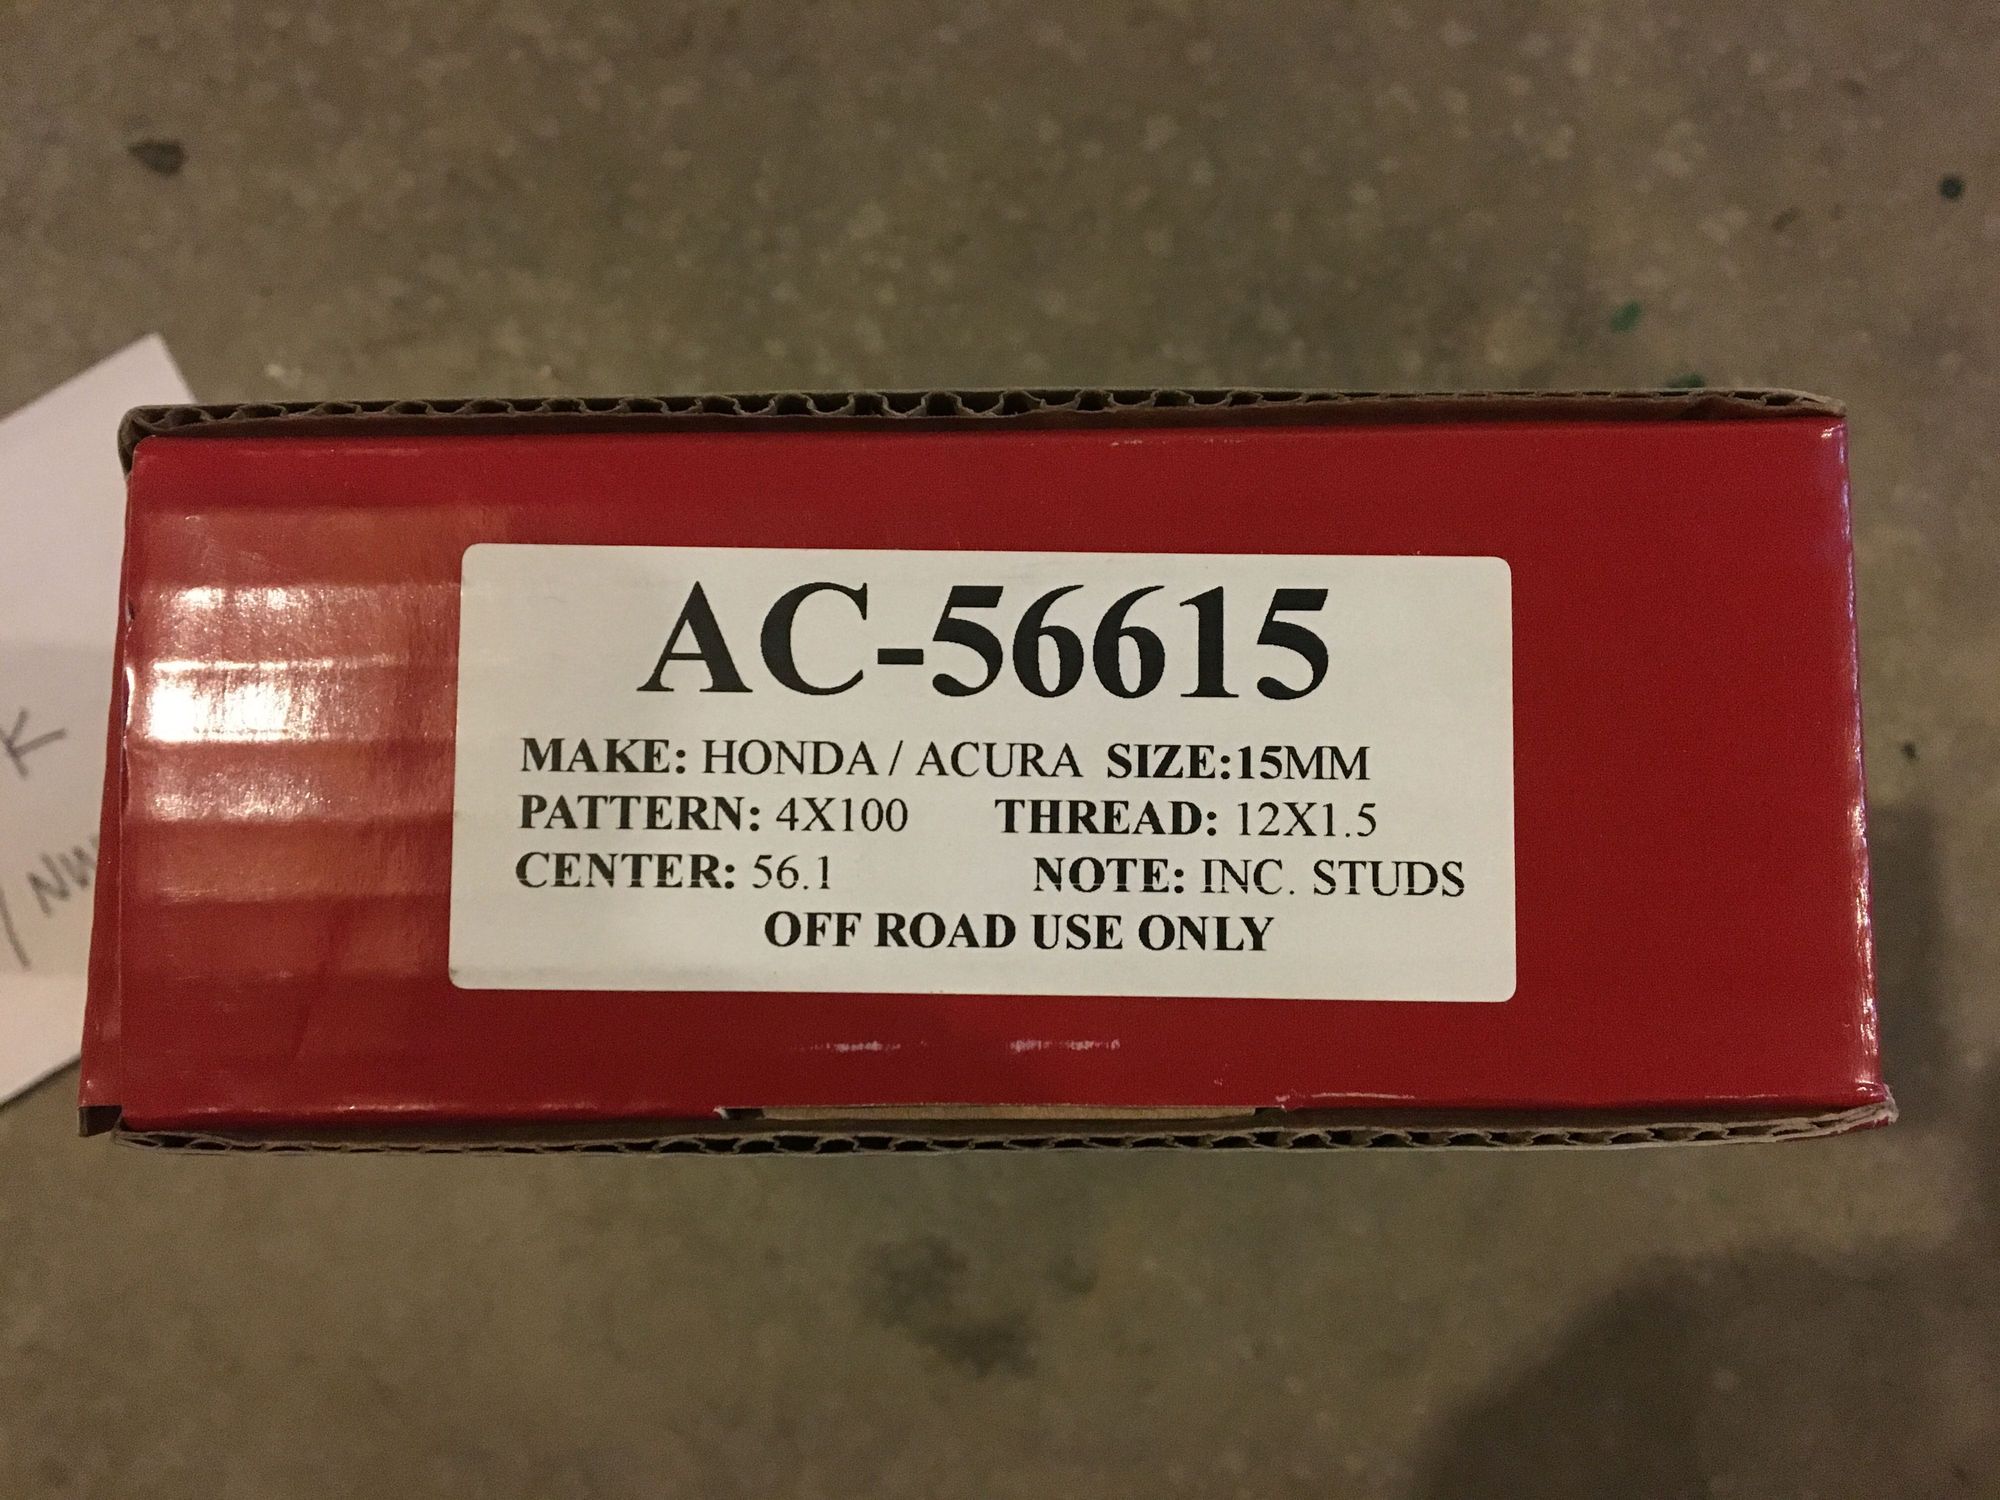 K
AC-56615
MAKE: HONDA / ACURA SIZE:15MM
PATTERN: 4X100 THREAD: 12X1.5
CENTER: 56.1 NOTE: INC. STUDS
OFF ROAD USE ONLY